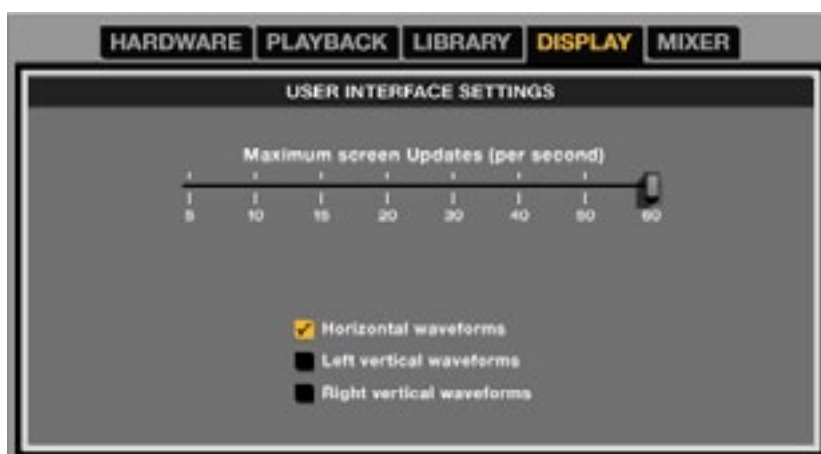 HARDWARE PLAYBACK LIBRARY DISPLAY MIXER
USER INTERFACE SETTINGS
Maximum screen Updates (per second)
5 10 15 20 30 40 50 60
Horizontal waveforms
Left vertical waveforms
Right vertical waveforms